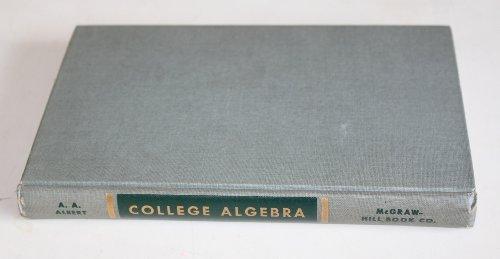 A. A.
ALBERT
COLLEGE ALGEBRA
McGRAW-
HILL BOOK CO.